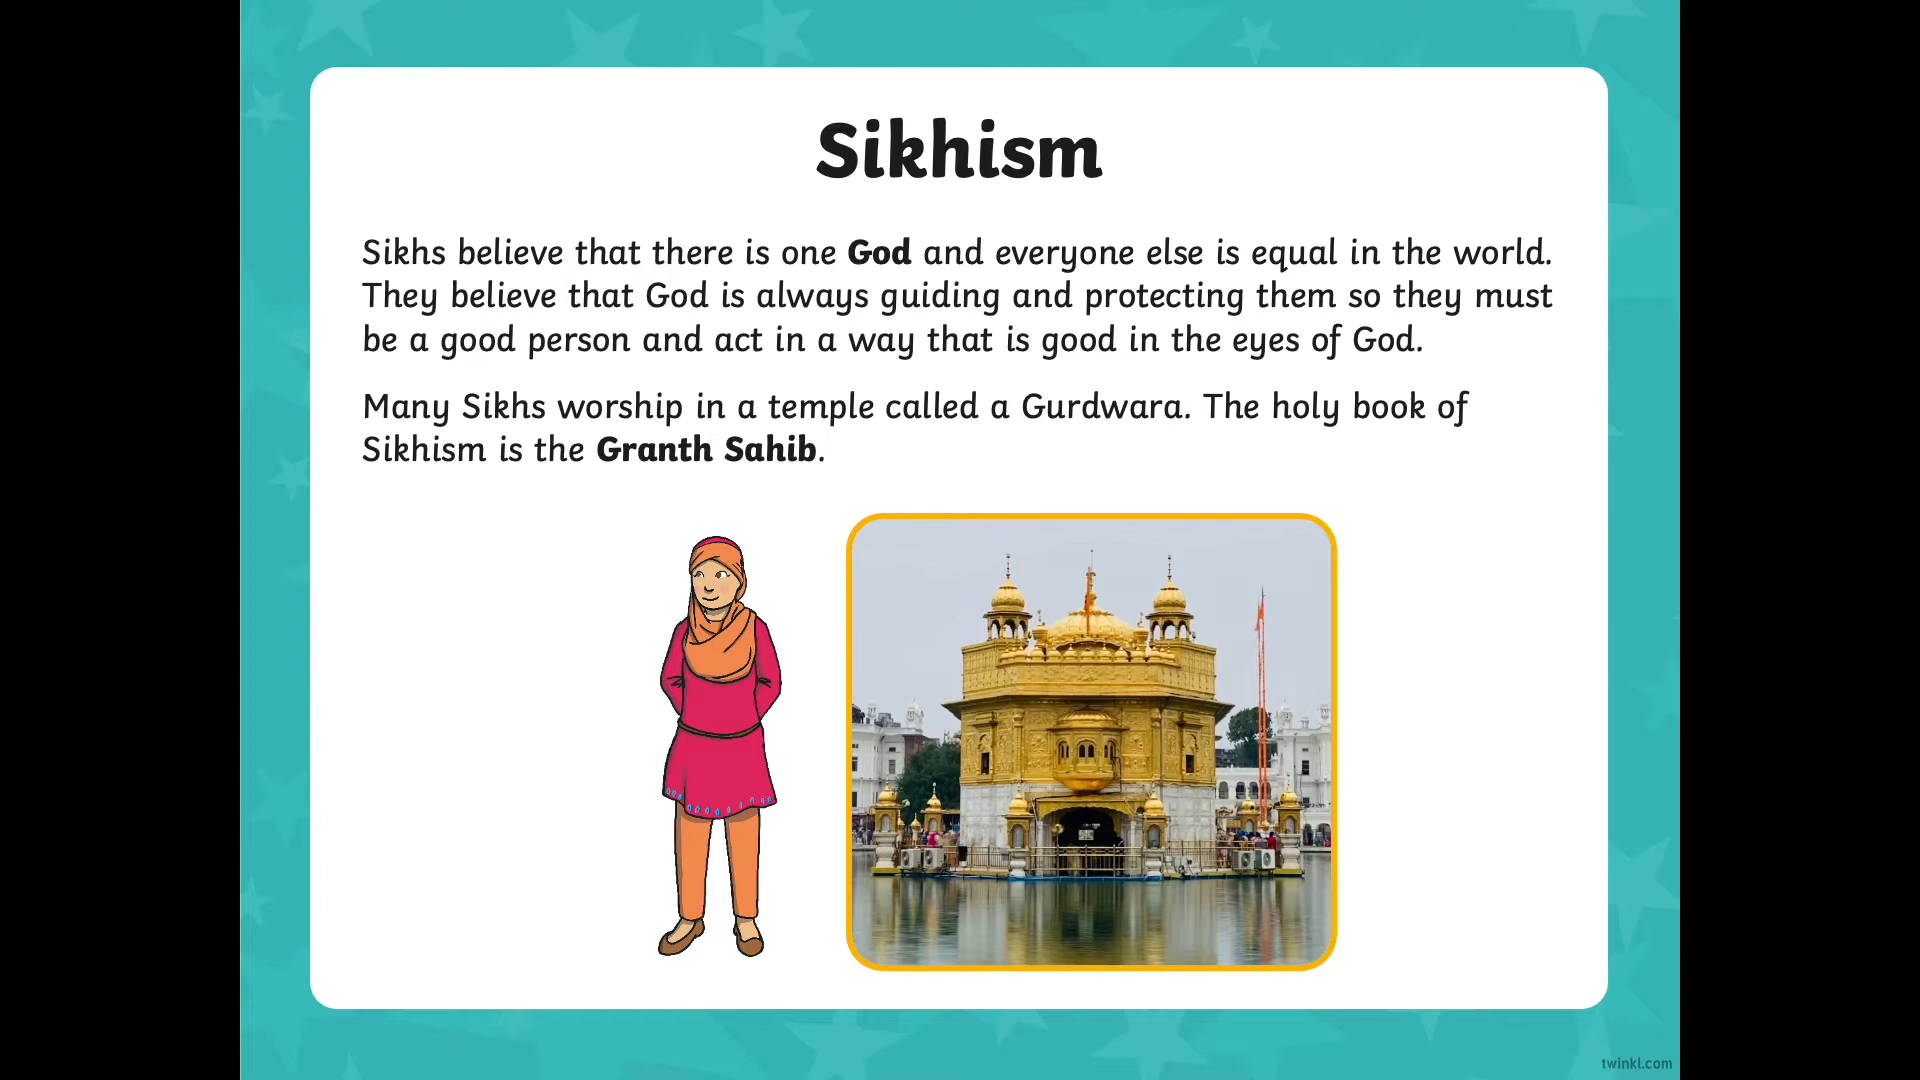 Sikhism
Sikhs believe that there is one God and everyone else is equal in the world.
They believe that God is always guiding and protecting them so they must
be a good person and act in a way that is good in the eyes of God.
Many Sikhs worship in a temple called a Gurdwara. The holy book of
Sikhism is the Granth Sahib.
twinkl.com